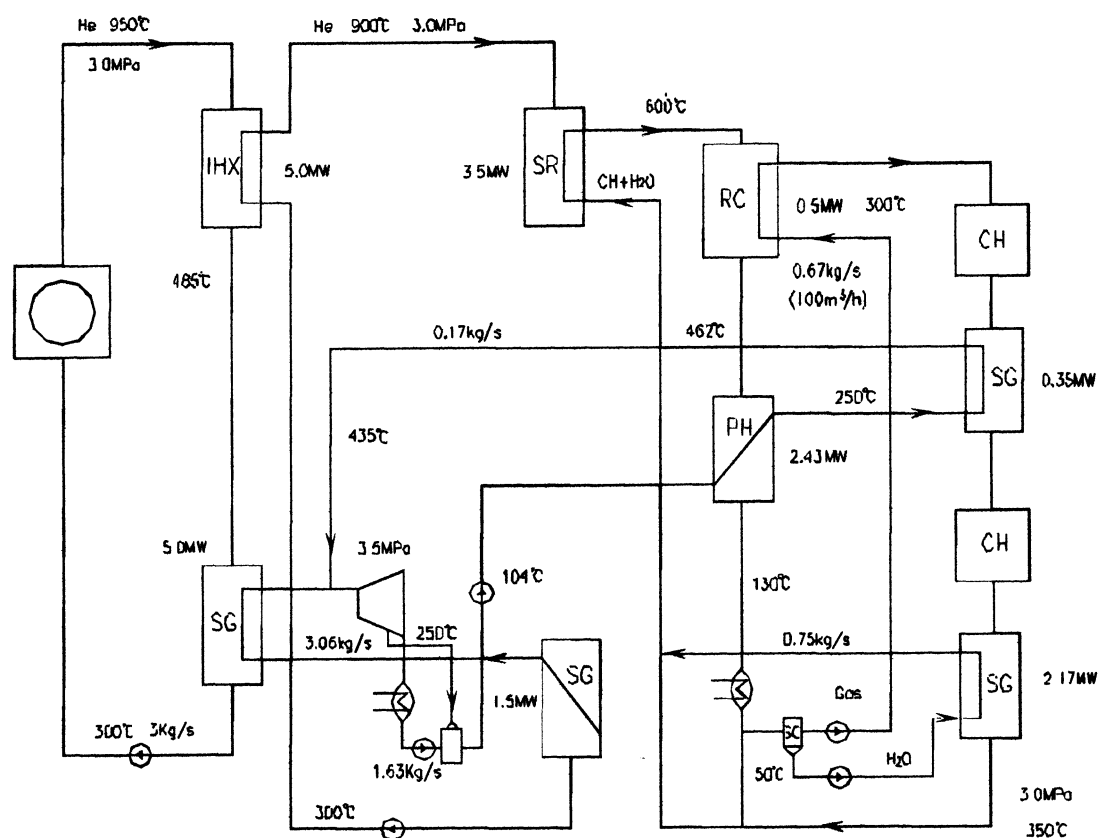 He 950℃
3.0MPa
He 900℃ 3.0MPa
600℃
IHX
5.0MW
3.5MW
SR
CH+H2O
RC
0.5MW 300℃
CH
485℃
0.67kg/s
(100m³/h)
0.17kg/s
462℃
SG
0.35MW
250℃
PH
435℃
2.43MW
CH
5.0MW
3.5MPa
104℃
130℃
SG
250℃
3.06kg/s
0.75kg/s
SG
1.5MW
SG
2.17MW
Gas
300℃ 3Kg/s
SC
1.63Kg/s
50℃
H2O
300℃
3.0MPa
350℃